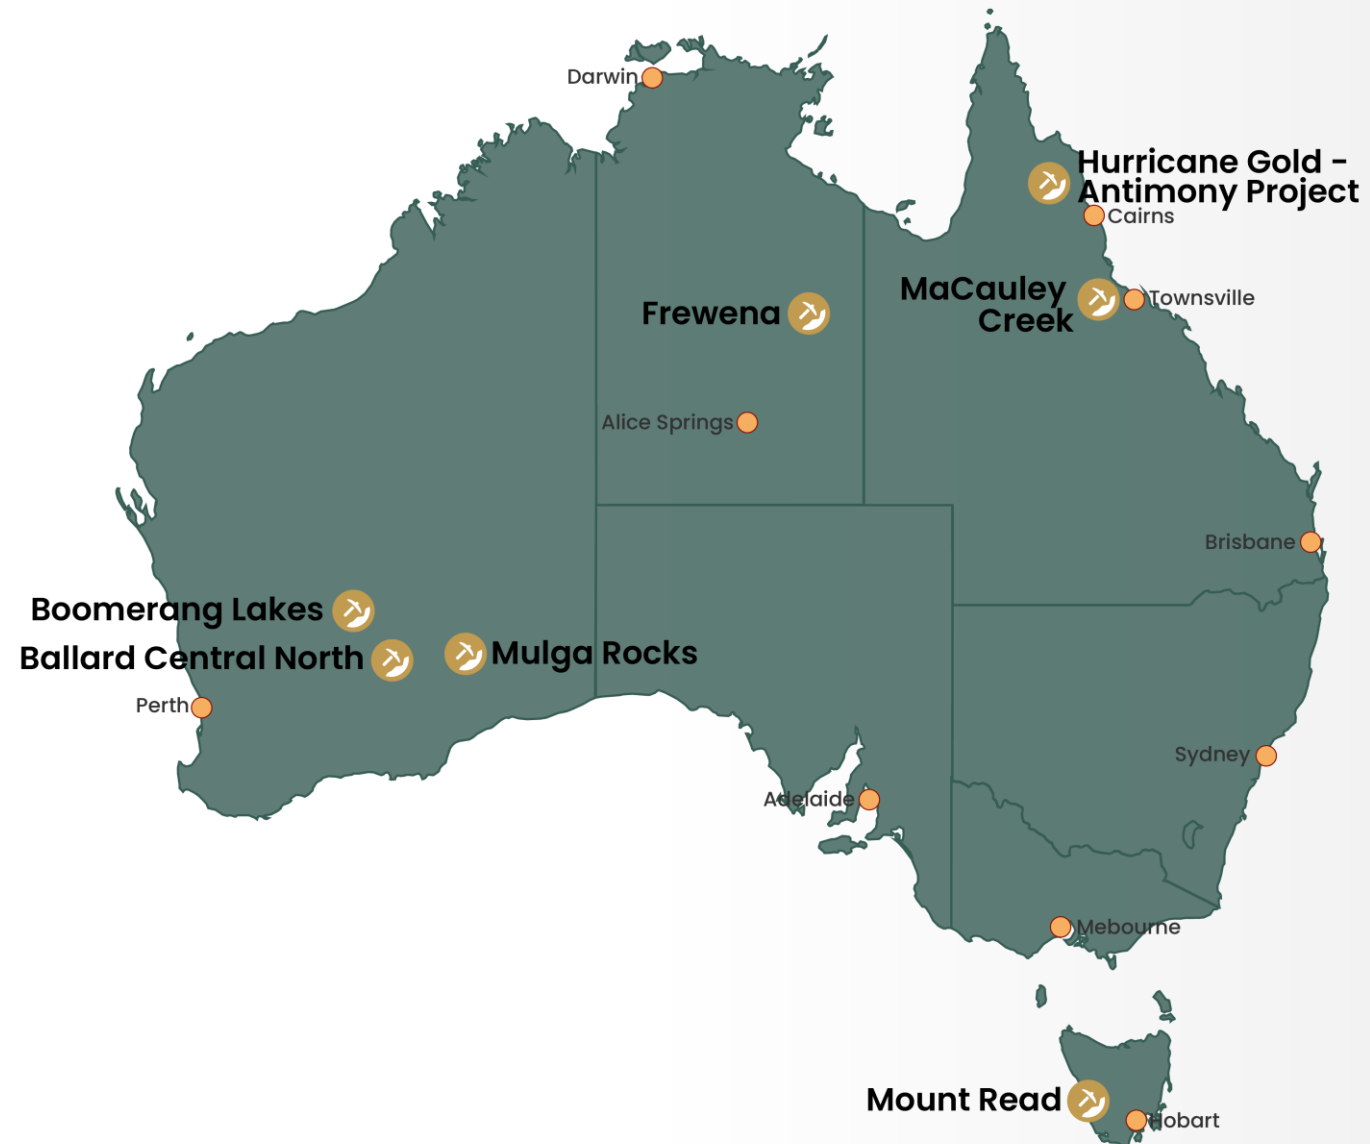 Darwin
Hurricane Gold -
Antimony Project
Cairns
MaCauley
Creek
Townsville
Frewena
Alice Springs
Brisbane
Boomerang Lakes
Ballard Central North
Mulga Rocks
Perth
Sydney
Adelaide
Mebourne
Mount Read
Hobart